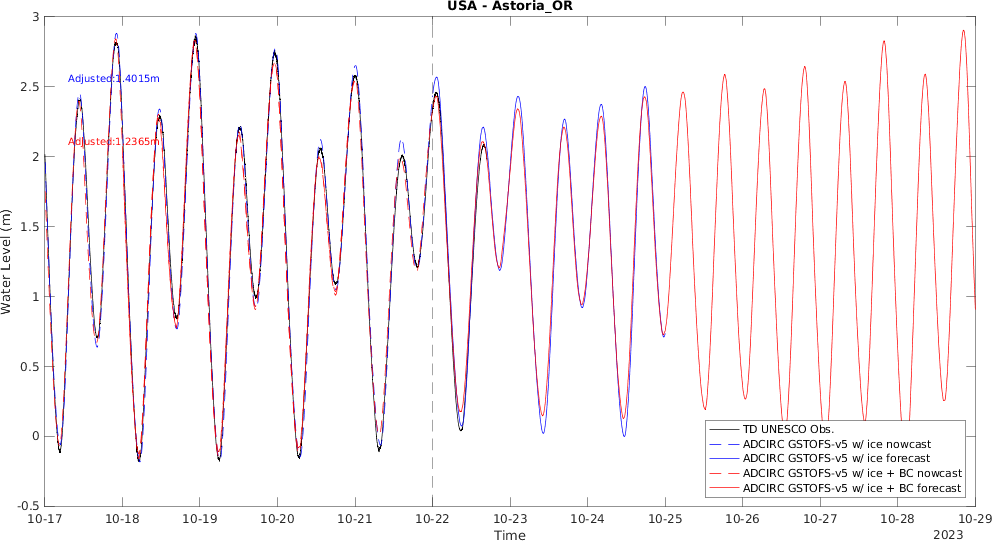 USA - Astoria_OR
3
2.5
2
1.5
1
0.5
0
-0.5
Water Level (m)
Adjusted:1.4015m
Adjusted:1.2365m
TD UNESCO Obs.
ADCIRC GSTOFS-v5 w/ ice nowcast
ADCIRC GSTOFS-v5 w/ ice forecast
ADCIRC GSTOFS-v5 w/ ice + BC nowcast
ADCIRC GSTOFS-v5 w/ ice + BC forecast
10-17 10-18 10-19 10-20 10-21 10-22 10-23 10-24 10-25 10-26 10-27 10-28 10-29
Time
2023